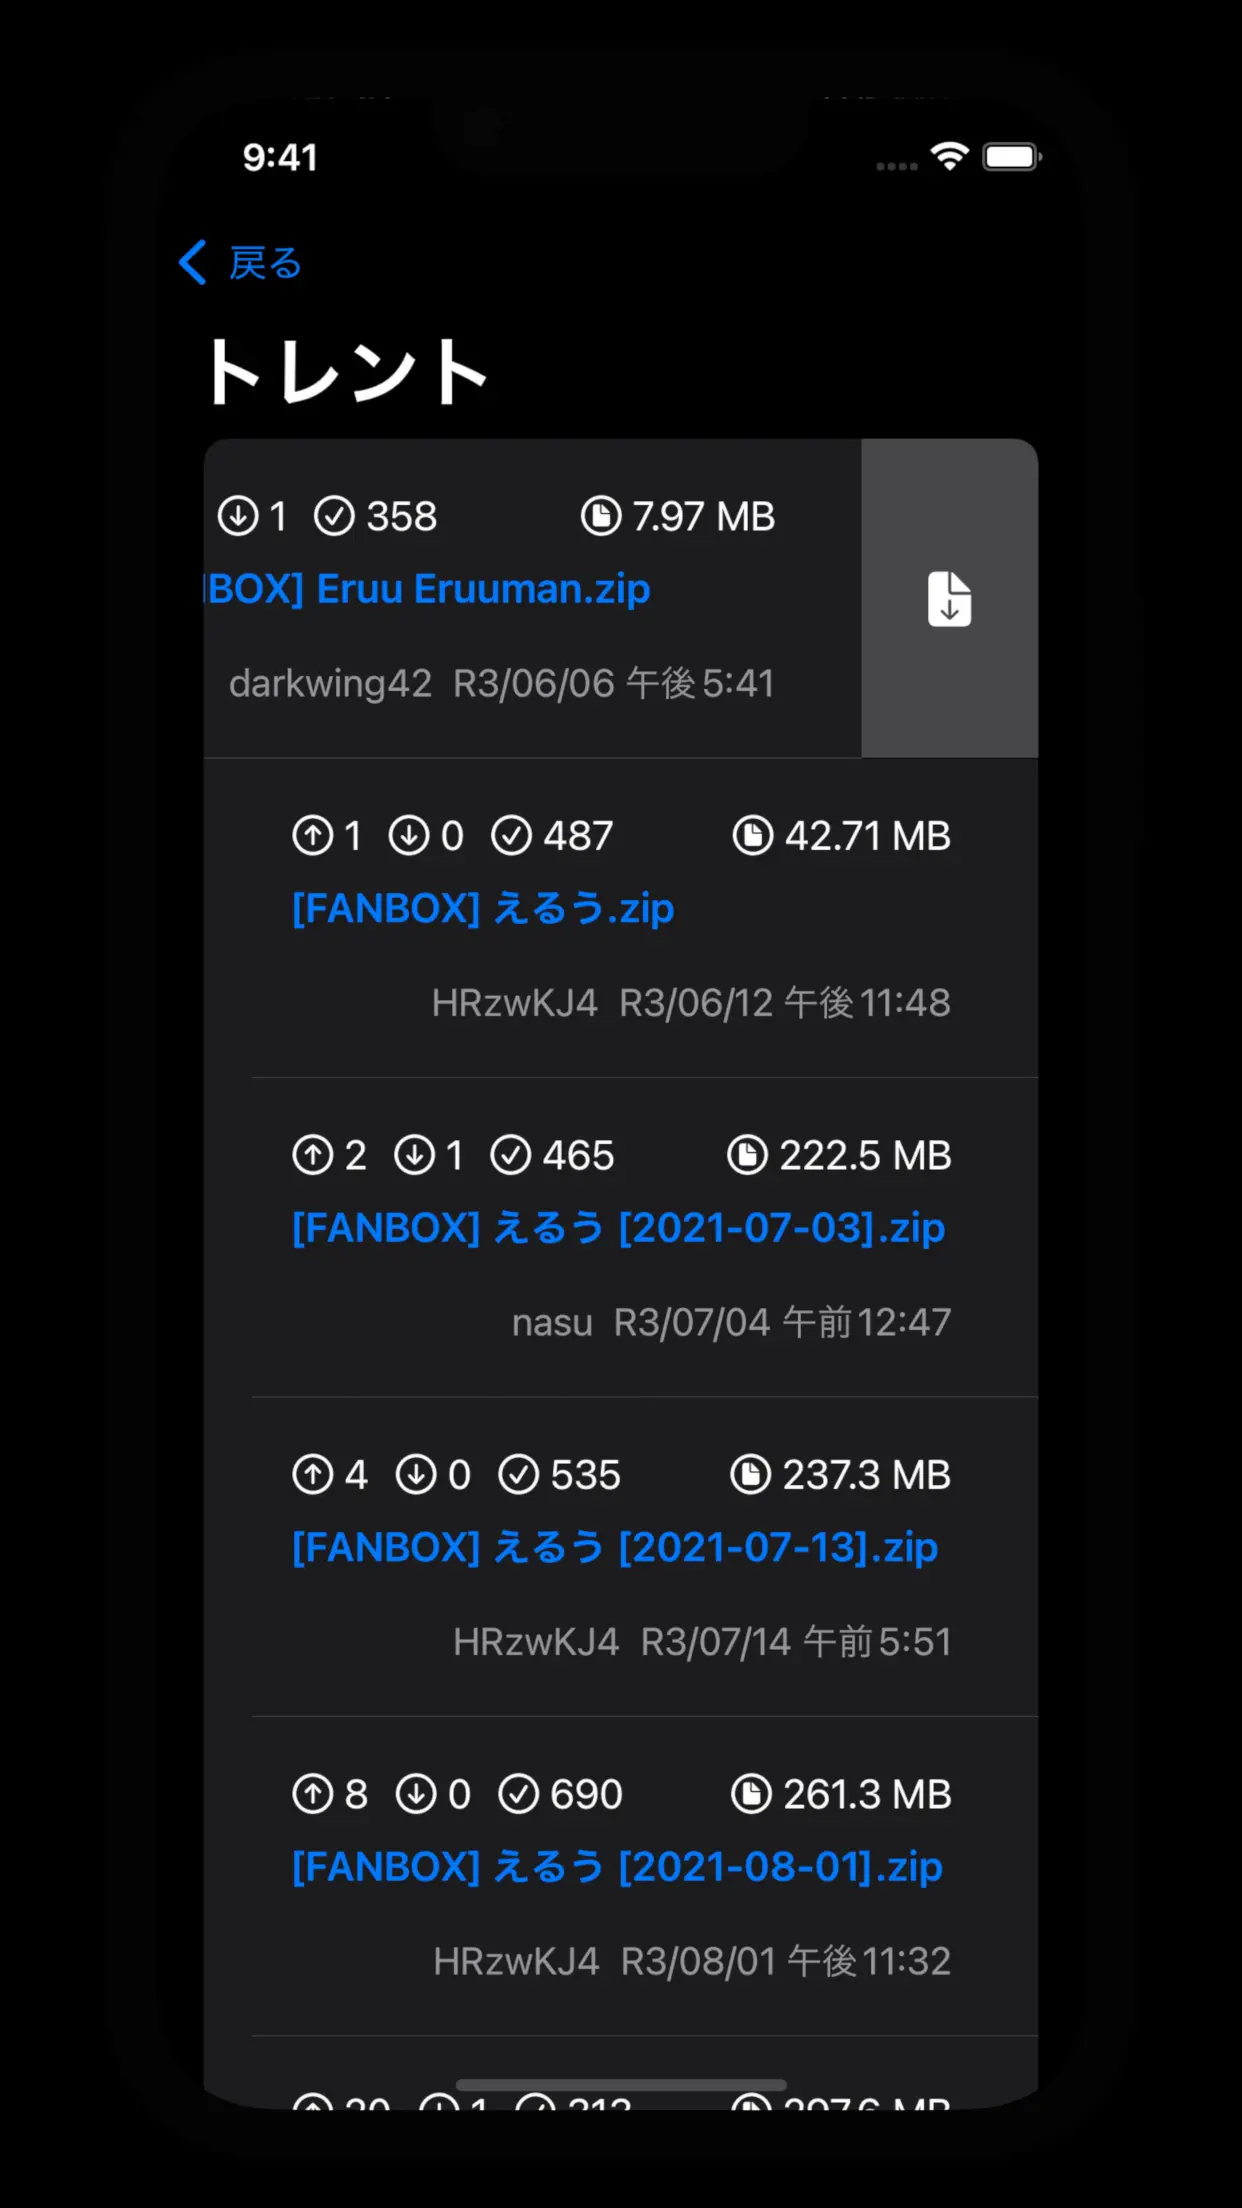 9:41
戻る
トレント
1 358 7.97 MB
BOX] Eruu Eruuman.zip
darkwing42 R3/06/06 午後5:41
1 0 487 42.71 MB
[FANBOX] えるう.zip
HRzwKJ4 R3/06/12 午後11:48
2 1 465 222.5 MB
[FANBOX] えるう [2021-07-03].zip
nasu R3/07/04 午前12:47
4 0 535 237.3 MB
[FANBOX] えるう [2021-07-13].zip
HRzwKJ4 R3/07/14 午前5:51
8 0 690 261.3 MB
[FANBOX] えるう [2021-08-01].zip
HRzwKJ4 R3/08/01 午後11:32